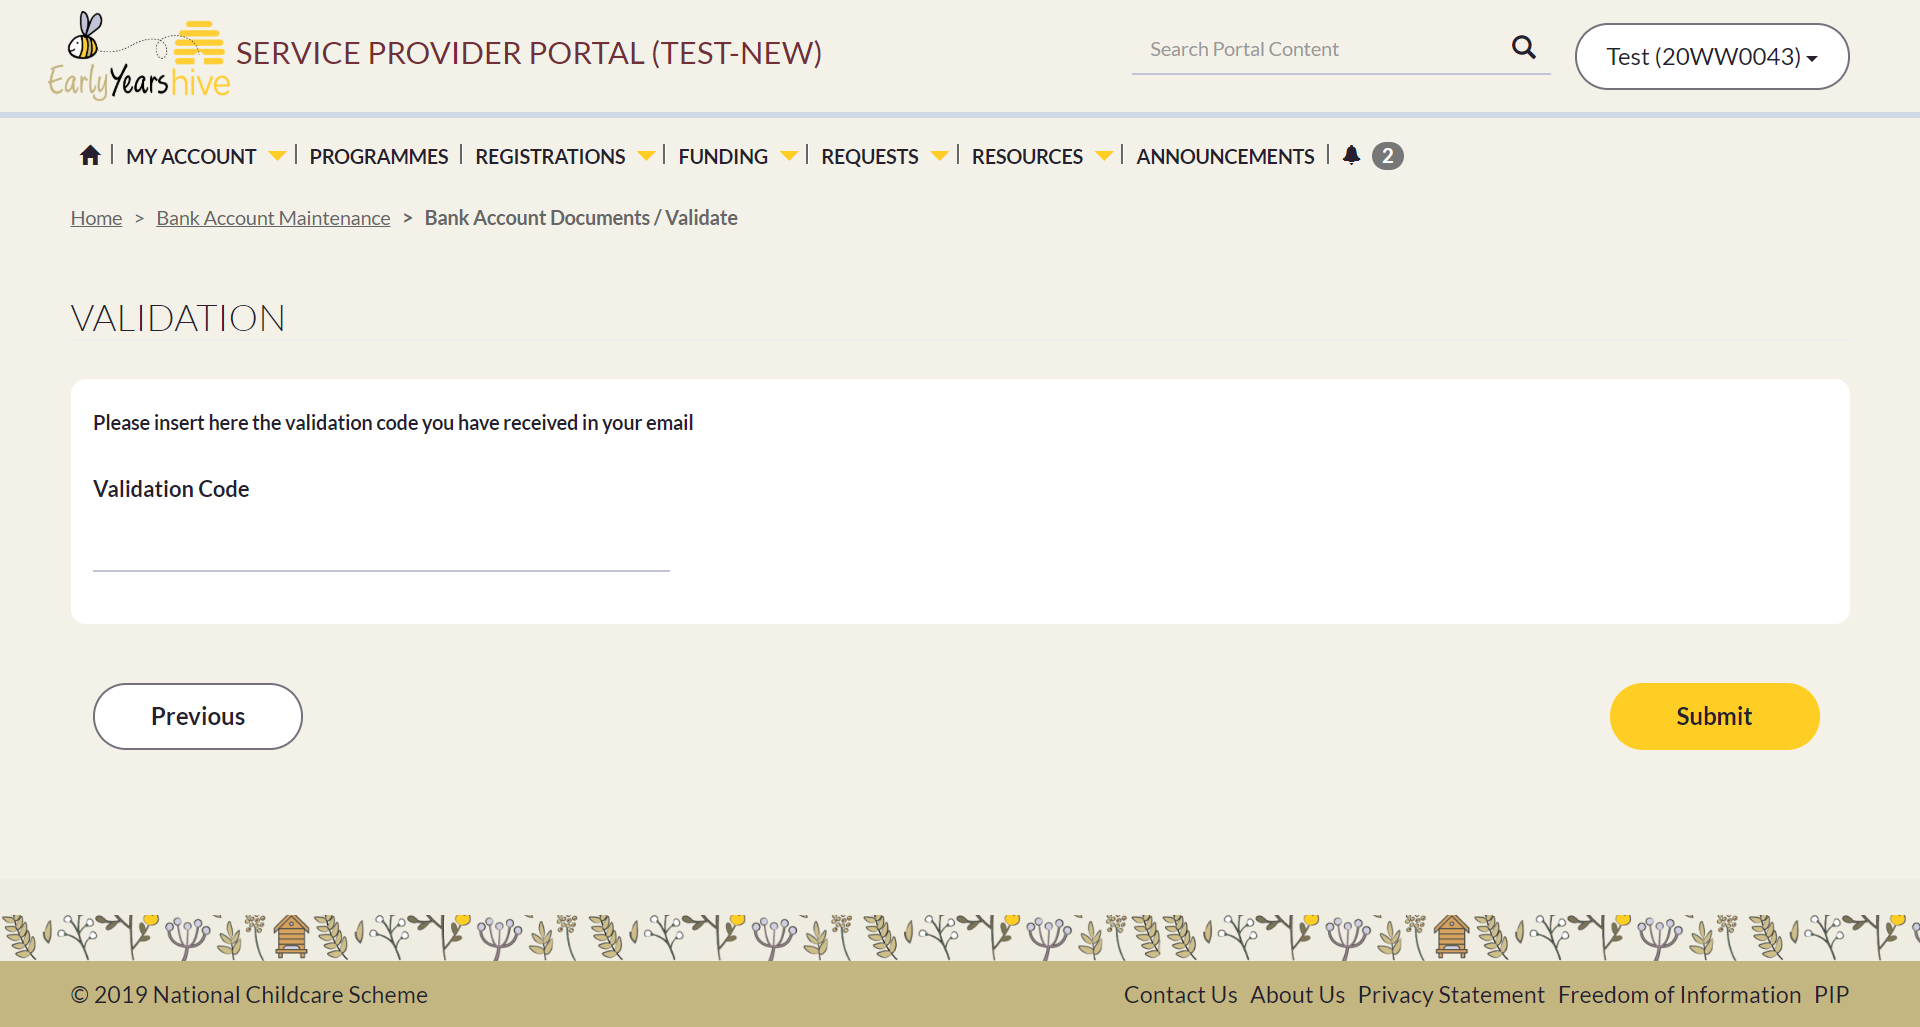 Early Years hive
SERVICE PROVIDER PORTAL (TEST-NEW)
Search Portal Content
Test (20WW0043)
MY ACCOUNT PROGRAMMES REGISTRATIONS FUNDING REQUESTS RESOURCES ANNOUNCEMENTS 2
Home > Bank Account Maintenance > Bank Account Documents / Validate
VALIDATION
Please insert here the validation code you have received in your email
Validation Code
Previous
Submit
© 2019 National Childcare Scheme
Contact Us About Us Privacy Statement Freedom of Information PIP